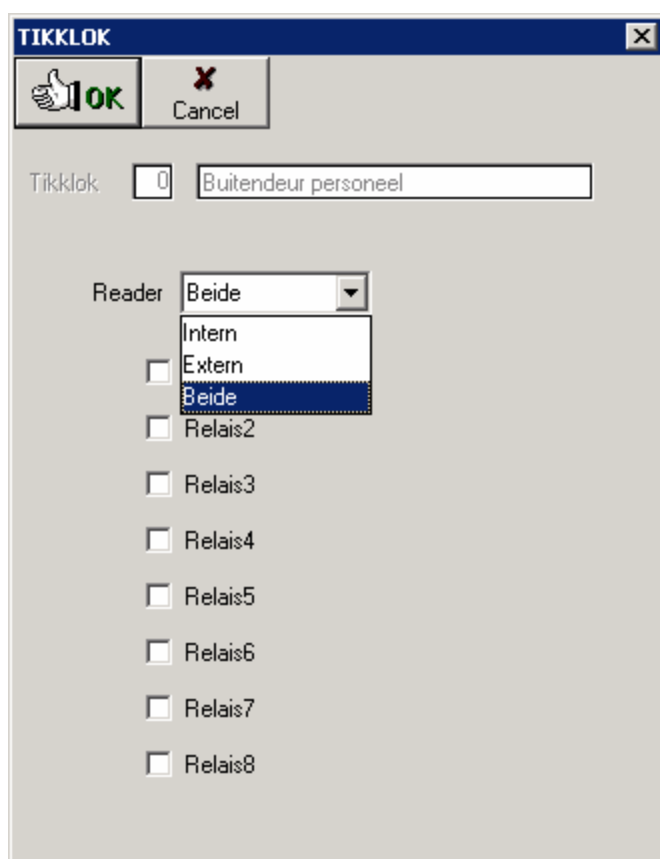 TIKKLOK
OK
Cancel
Tikklok 0 Buitendeur personeel
Reader Beide
Intern
Extern
Beide
Relais2
Relais3
Relais4
Relais5
Relais6
Relais7
Relais8